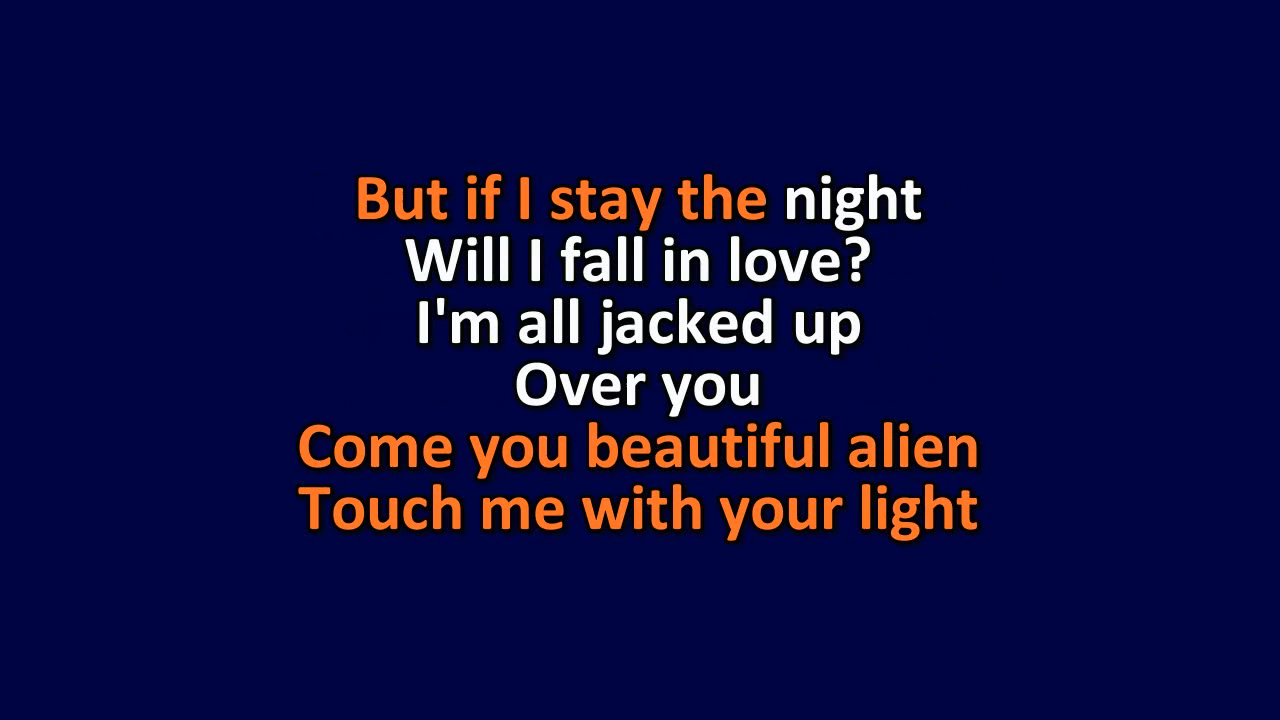 But if I stay the night
Will I fall in love?
I'm all jacked up
Over you
Come you beautiful alien
Touch me with your light